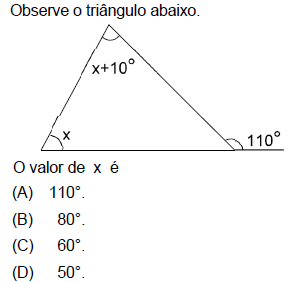 Observe o triângulo abaixo.
x+10°
x
110°
O valor de x é
(A) 110°.
(B) 80°.
(C) 60°.
(D) 50°.